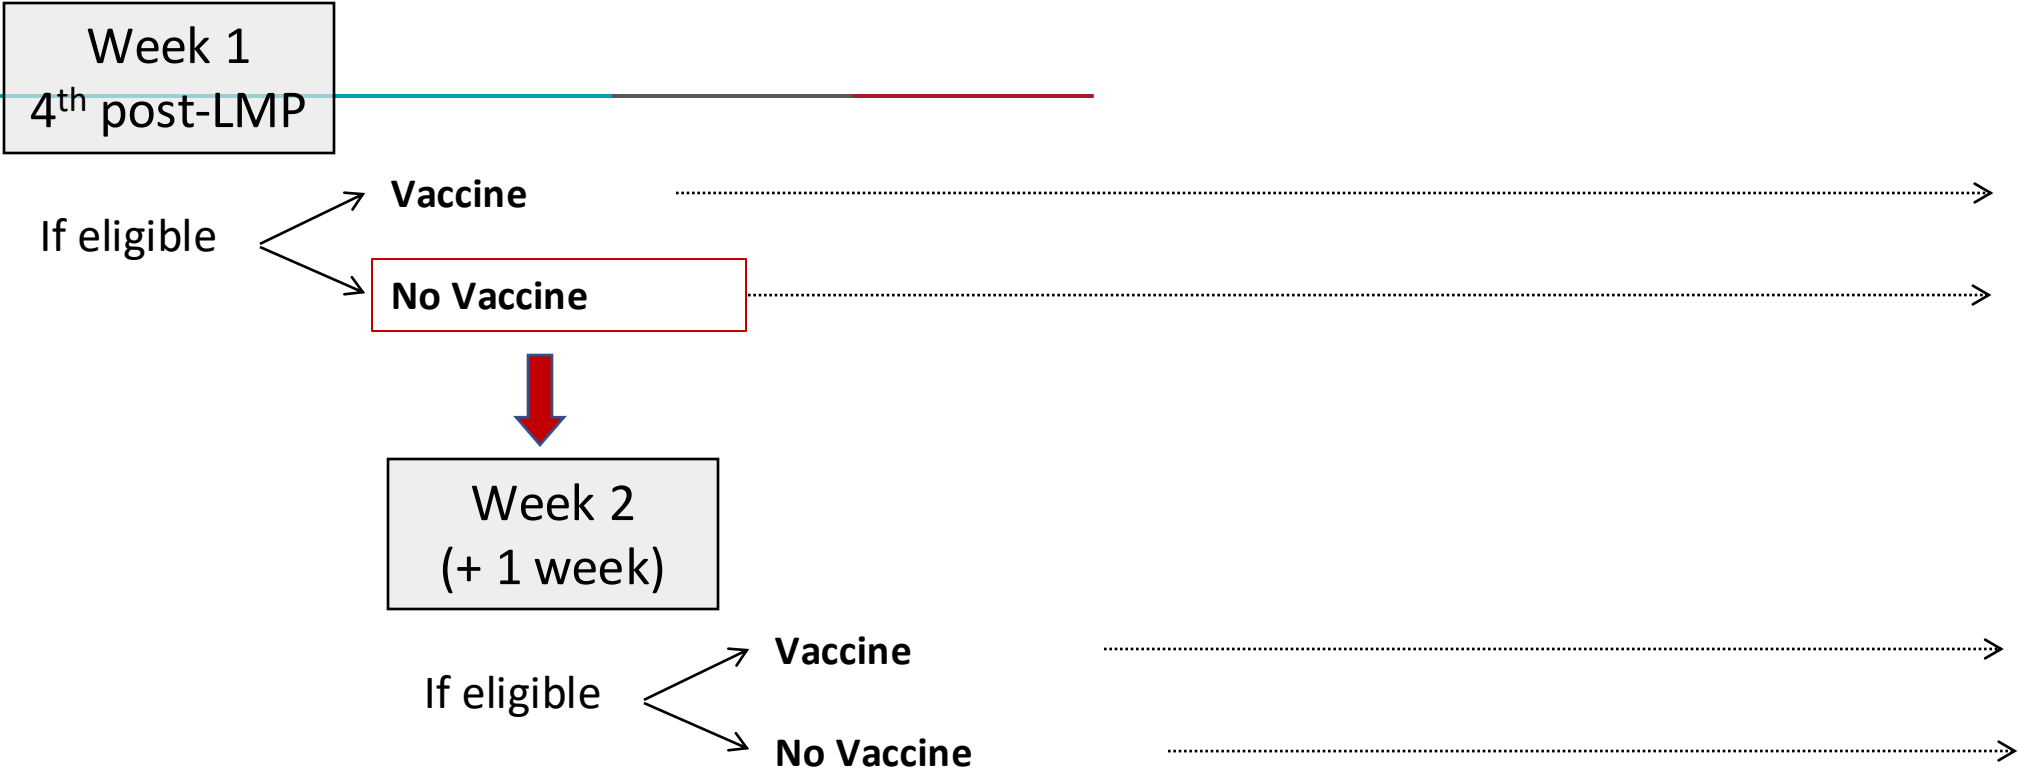 Week 1
4th post-LMP
Vaccine
If eligible
No Vaccine
Week 2
(+ 1 week)
Vaccine
If eligible
No Vaccine